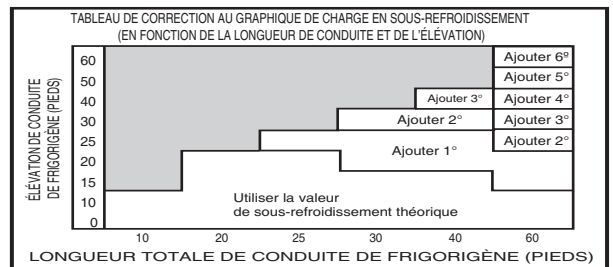 TABLEAU DE CORRECTION AU GRAPHIQUE DE CHARGE EN SOUS-REFROIDISSEMENT
(EN FONCTION DE LA LONGUEUR DE CONDUITE ET DE L'ÉLÉVATION)
ÉLÉVATION DE CONDUITE
DE FRIGORIGÈNE (PIEDS)
60
50
40
30
25
20
15
10
0
Ajouter 6º
Ajouter 5°
Ajouter 3° Ajouter 4°
Ajouter 2° Ajouter 3°
Ajouter 1° Ajouter 2°
Utiliser la valeur
de sous-refroidissement théorique
10 20 25 30 40 60
LONGUEUR TOTALE DE CONDUITE DE FRIGORIGÈNE (PIEDS)